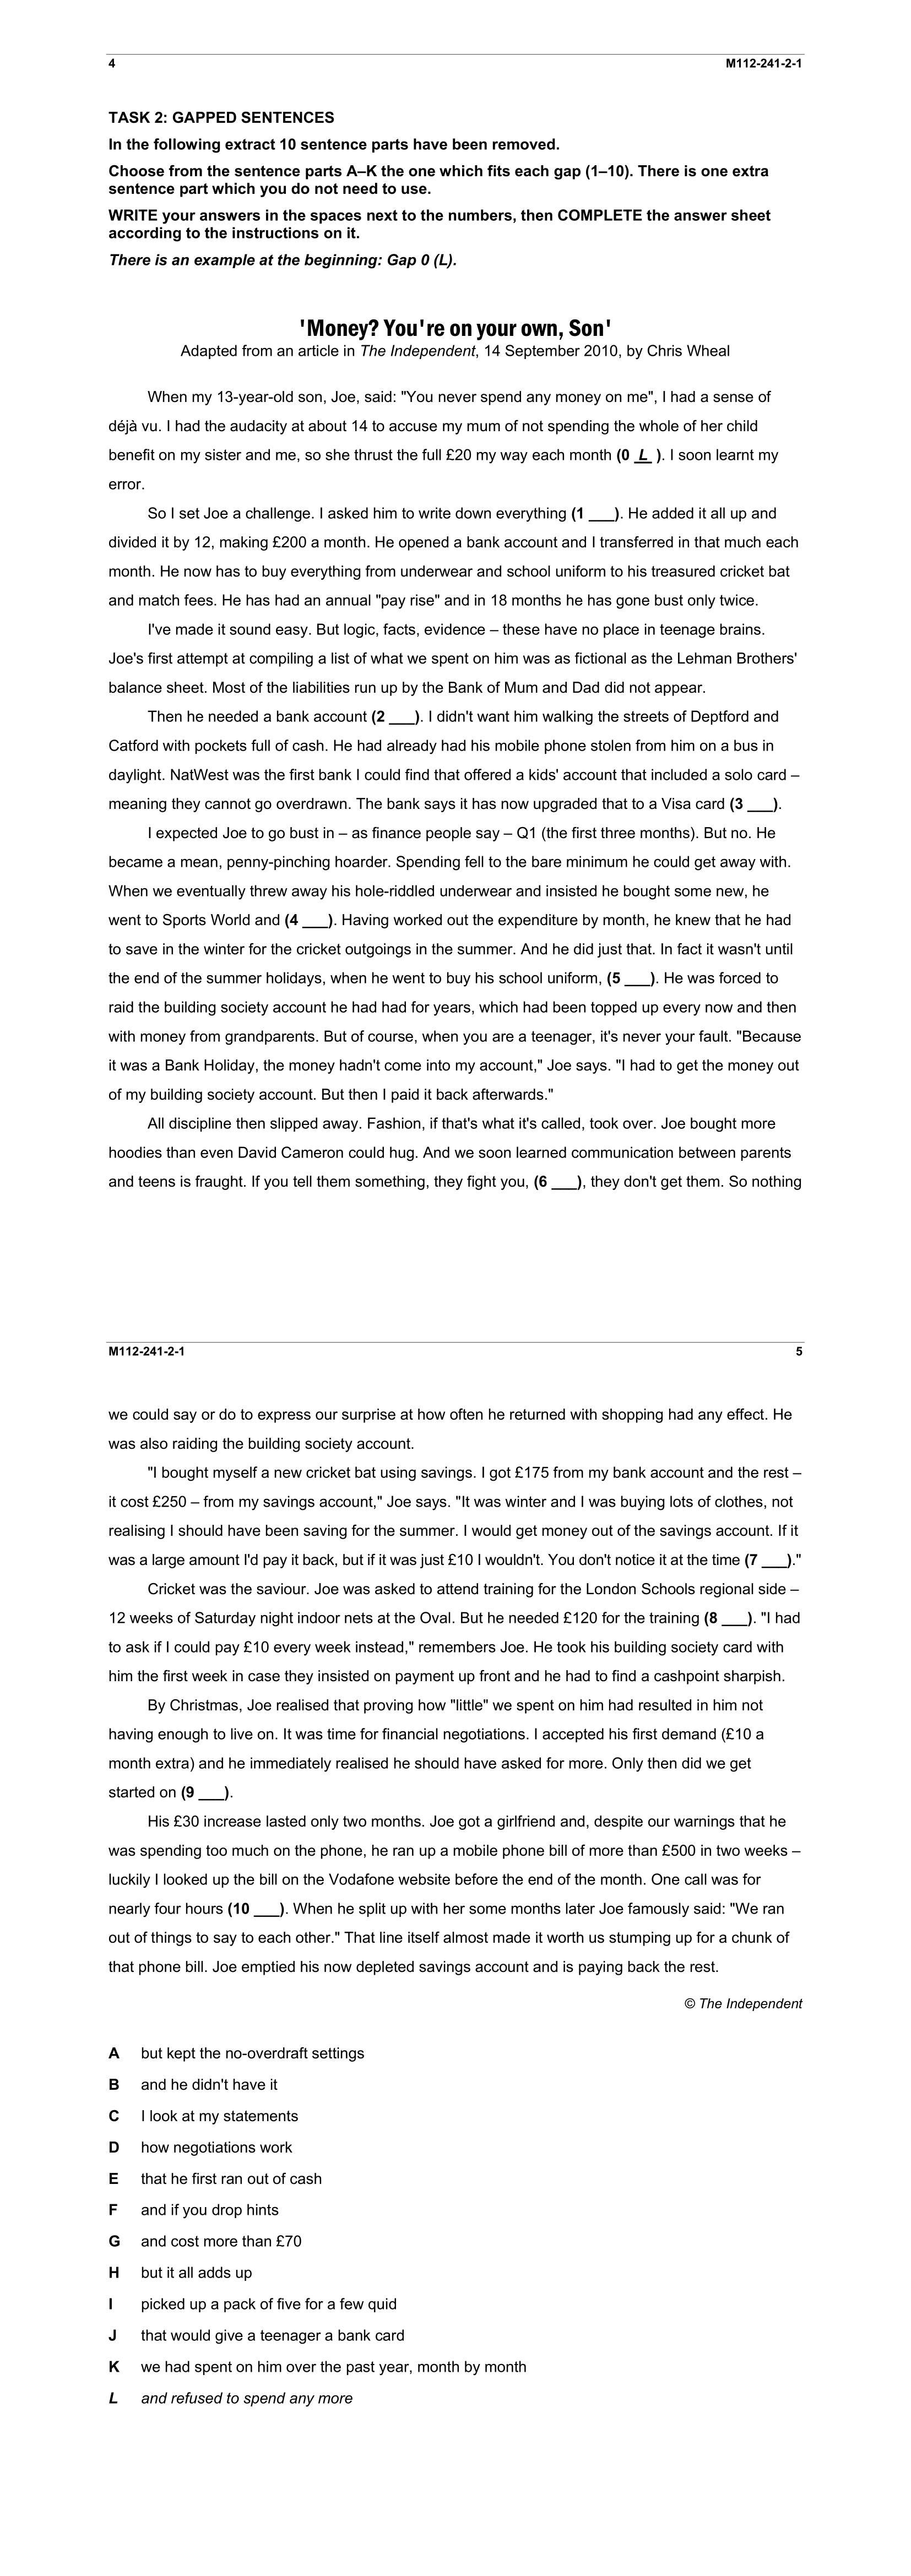 4 M112-241-2-1
TASK 2: GAPPED SENTENCES
In the following extract 10 sentence parts have been removed.
Choose from the sentence parts A–K the one which fits each gap (1–10). There is one extra
sentence part which you do not need to use.
WRITE your answers in the spaces next to the numbers, then COMPLETE the answer sheet
according to the instructions on it.
There is an example at the beginning: Gap 0 (L).
'Money? You're on your own, Son'
Adapted from an article in The Independent, 14 September 2010, by Chris Wheal
When my 13-year-old son, Joe, said: "You never spend any money on me", I had a sense of
déjà vu. I had the audacity at about 14 to accuse my mum of not spending the whole of her child
benefit on my sister and me, so she thrust the full £20 my way each month (0 _L_ ). I soon learnt my
error.
So I set Joe a challenge. I asked him to write down everything (1 ___). He added it all up and
divided it by 12, making £200 a month. He opened a bank account and I transferred in that much each
month. He now has to buy everything from underwear and school uniform to his treasured cricket bat
and match fees. He has had an annual "pay rise" and in 18 months he has gone bust only twice.
I've made it sound easy. But logic, facts, evidence – these have no place in teenage brains.
Joe's first attempt at compiling a list of what we spent on him was as fictional as the Lehman Brothers'
balance sheet. Most of the liabilities run up by the Bank of Mum and Dad did not appear.
Then he needed a bank account (2 ___). I didn't want him walking the streets of Deptford and
Catford with pockets full of cash. He had already had his mobile phone stolen from him on a bus in
daylight. NatWest was the first bank I could find that offered a kids' account that included a solo card –
meaning they cannot go overdrawn. The bank says it has now upgraded that to a Visa card (3 ___).
I expected Joe to go bust in – as finance people say – Q1 (the first three months). But no. He
became a mean, penny-pinching hoarder. Spending fell to the bare minimum he could get away with.
When we eventually threw away his hole-riddled underwear and insisted he bought some new, he
went to Sports World and (4 ___). Having worked out the expenditure by month, he knew that he had
to save in the winter for the cricket outgoings in the summer. And he did just that. In fact it wasn't until
the end of the summer holidays, when he went to buy his school uniform, (5 ___). He was forced to
raid the building society account he had had for years, which had been topped up every now and then
with money from grandparents. But of course, when you are a teenager, it's never your fault. "Because
it was a Bank Holiday, the money hadn't come into my account," Joe says. "I had to get the money out
of my building society account. But then I paid it back afterwards."
All discipline then slipped away. Fashion, if that's what it's called, took over. Joe bought more
hoodies than even David Cameron could hug. And we soon learned communication between parents
and teens is fraught. If you tell them something, they fight you, (6 ___), they don't get them. So nothing
M112-241-2-1 5
we could say or do to express our surprise at how often he returned with shopping had any effect. He
was also raiding the building society account.
"I bought myself a new cricket bat using savings. I got £175 from my bank account and the rest –
it cost £250 – from my savings account," Joe says. "It was winter and I was buying lots of clothes, not
realising I should have been saving for the summer. I would get money out of the savings account. If it
was a large amount I'd pay it back, but if it was just £10 I wouldn't. You don't notice it at the time (7 ___)."
Cricket was the saviour. Joe was asked to attend training for the London Schools regional side –
12 weeks of Saturday night indoor nets at the Oval. But he needed £120 for the training (8 ___). "I had
to ask if I could pay £10 every week instead," remembers Joe. He took his building society card with
him the first week in case they insisted on payment up front and he had to find a cashpoint sharpish.
By Christmas, Joe realised that proving how "little" we spent on him had resulted in him not
having enough to live on. It was time for financial negotiations. I accepted his first demand (£10 a
month extra) and he immediately realised he should have asked for more. Only then did we get
started on (9 ___).
His £30 increase lasted only two months. Joe got a girlfriend and, despite our warnings that he
was spending too much on the phone, he ran up a mobile phone bill of more than £500 in two weeks –
luckily I looked up the bill on the Vodafone website before the end of the month. One call was for
nearly four hours (10 ___). When he split up with her some months later Joe famously said: "We ran
out of things to say to each other." That line itself almost made it worth us stumping up for a chunk of
that phone bill. Joe emptied his now depleted savings account and is paying back the rest.
© The Independent
A but kept the no-overdraft settings
B and he didn't have it
C I look at my statements
D how negotiations work
E that he first ran out of cash
F and if you drop hints
G and cost more than £70
H but it all adds up
I picked up a pack of five for a few quid
J that would give a teenager a bank card
K we had spent on him over the past year, month by month
L and refused to spend any more